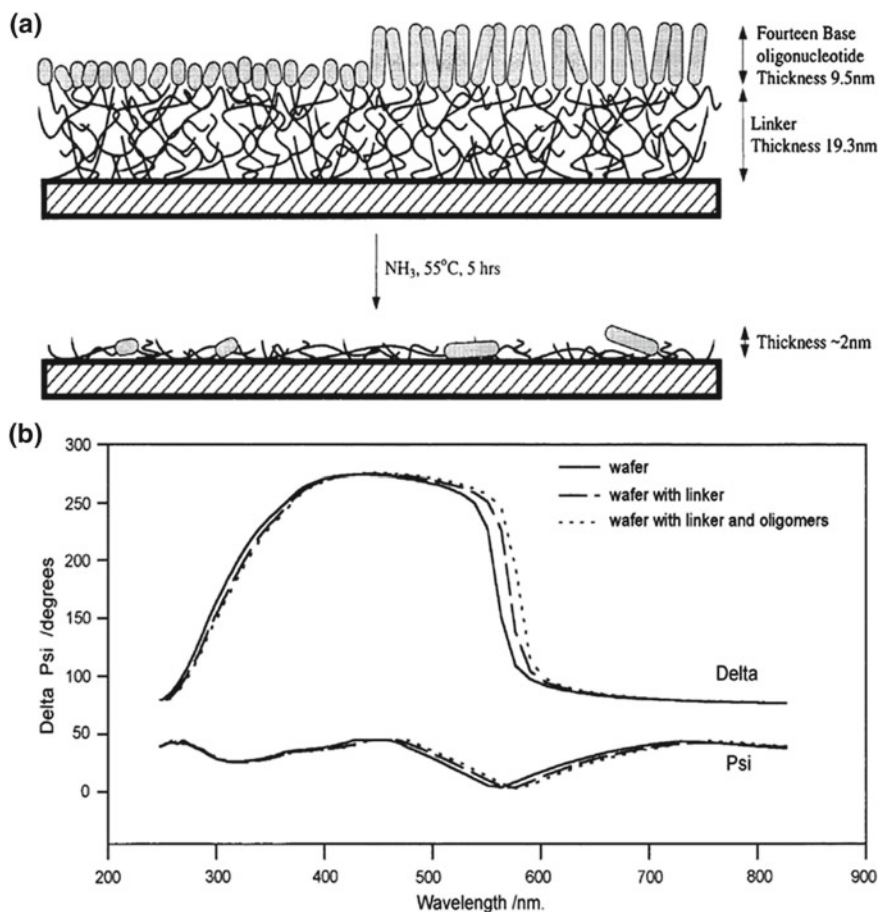 (a)
Fourteen Base
oligonucleotide
Thickness 9.5nm
Linker
Thickness 19.3nm
NH₃, 55°C, 5 hrs
Thickness ~2nm
(b)
300
250
200
150
100
50
0
Delta Psi /degrees
wafer
wafer with linker
wafer with linker and oligomers
Delta
Psi
200
300
400
500
600
700
800
900
Wavelength /nm.